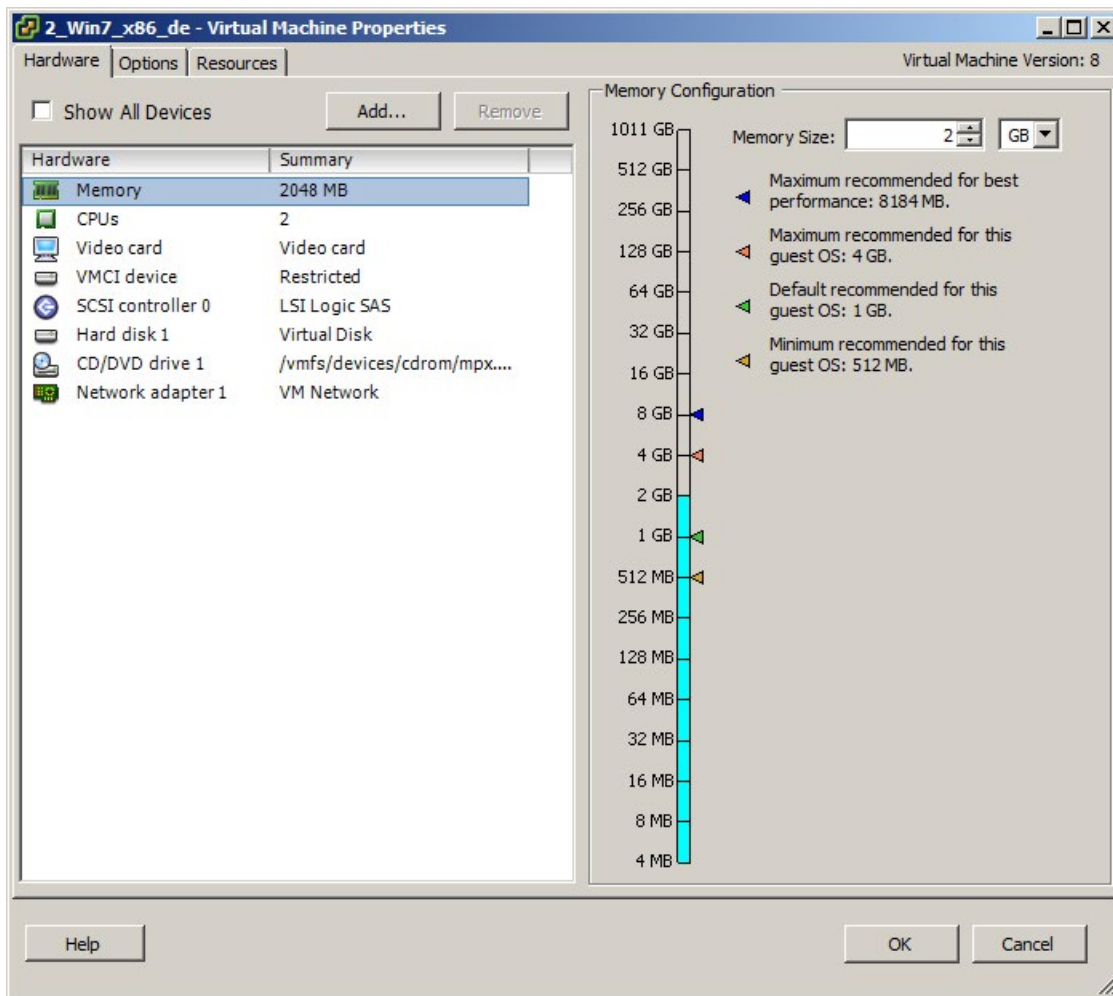 2_Win7_x86_de - Virtual Machine Properties
Hardware Options Resources
Virtual Machine Version: 8
Show All Devices
Add...
Remove
Hardware Summary
Memory 2048 MB
CPUs 2
Video card Video card
VMCI device Restricted
SCSI controller 0 LSI Logic SAS
Hard disk 1 Virtual Disk
CD/DVD drive 1 /vmfs/devices/cdrom/mpx....
Network adapter 1 VM Network
Memory Configuration
Memory Size: 2 GB
1011 GB
512 GB
256 GB
128 GB
64 GB
32 GB
16 GB
8 GB
4 GB
2 GB
1 GB
512 MB
256 MB
128 MB
64 MB
32 MB
16 MB
8 MB
4 MB
Maximum recommended for best
performance: 8184 MB.
Maximum recommended for this
guest OS: 4 GB.
Default recommended for this
guest OS: 1 GB.
Minimum recommended for this
guest OS: 512 MB.
Help
OK
Cancel